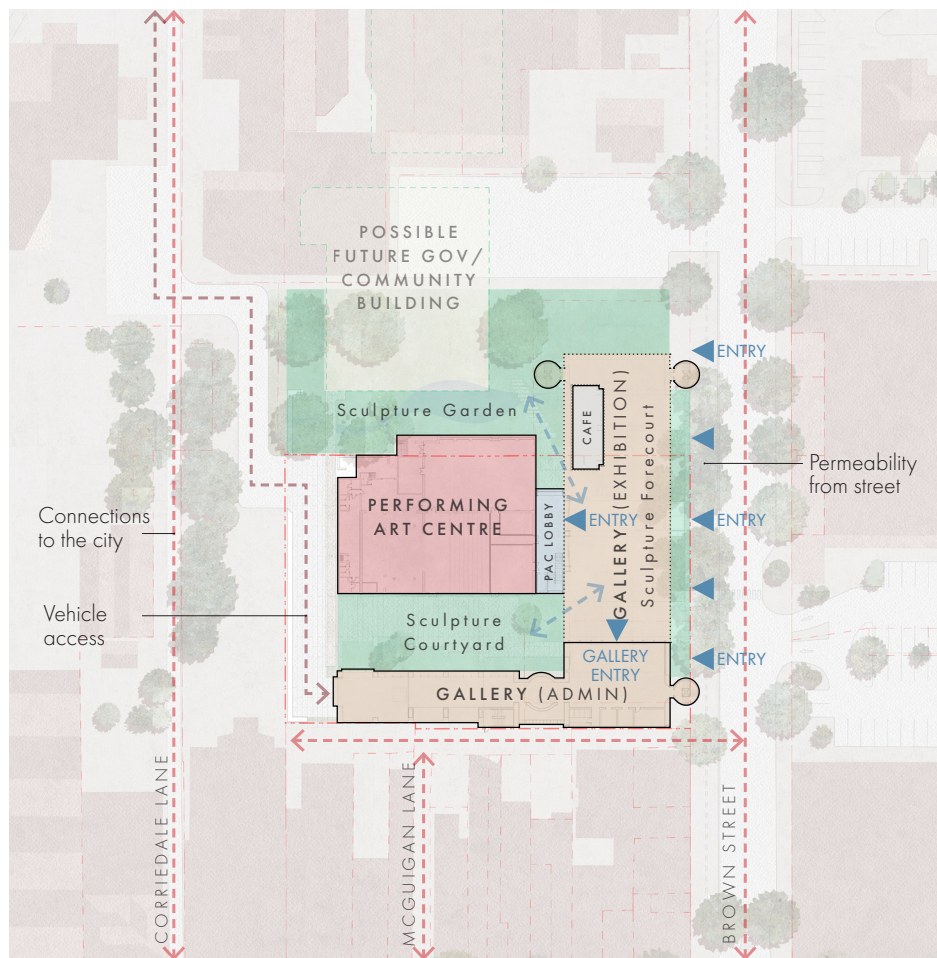 POSSIBLE
FUTURE GOV/
COMMUNITY
BUILDING
ENTRY
Sculpture Garden
CAFE
GALLERY (EXHIBITION)
Sculpture Forecourt
Permeability
from street
PERFORMING
ART CENTRE
PAC LOBBY
ENTRY
ENTRY
Connections
to the city
Vehicle
access
Sculpture
Courtyard
GALLERY
ENTRY
ENTRY
GALLERY (ADMIN)
CORRIEDALE LANE
MCGUIGAN LANE
BROWN STREET